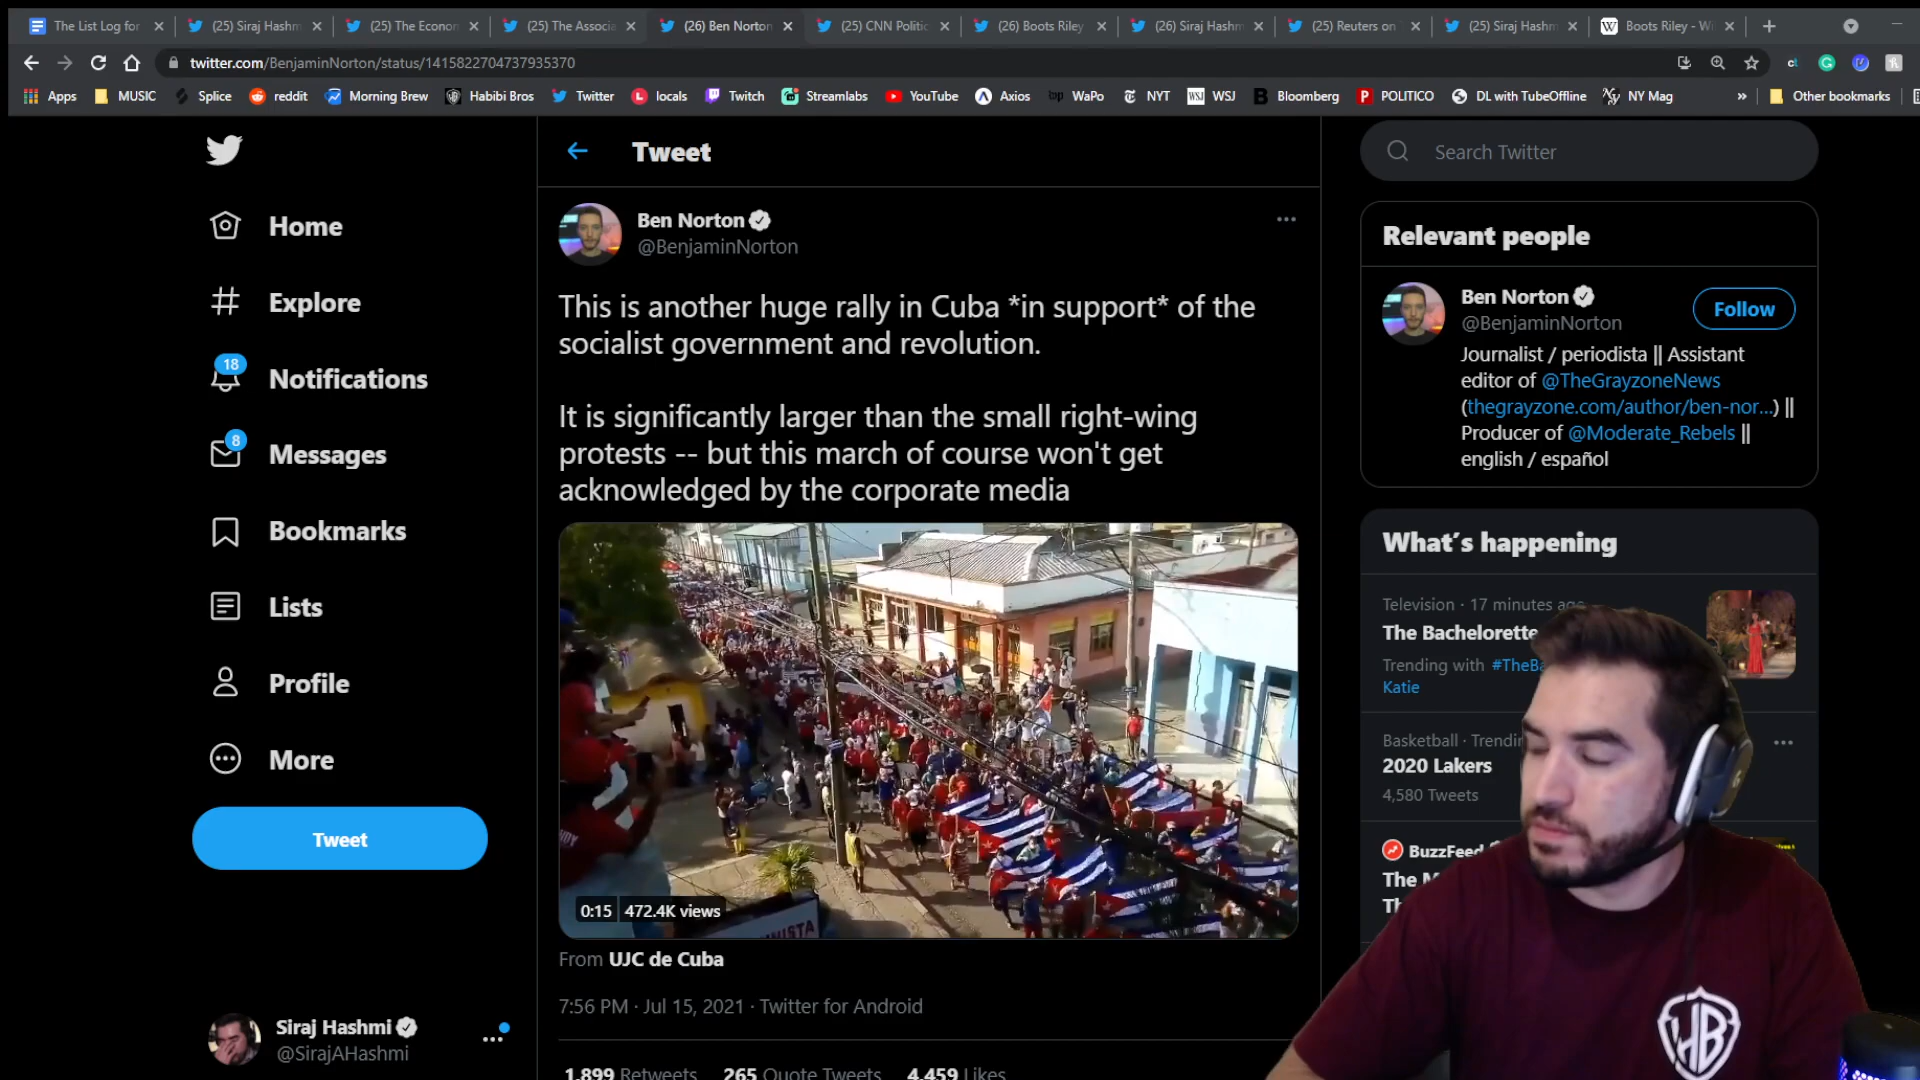 The List Log for
(25) Siraj Hashm
(25) The Econon
(25) The Associa
(26) Ben Norton
(25) CNN Politic
(26) Boots Riley
(26) Siraj Hashm
(25) Reuters on
(25) Siraj Hashm
Boots Riley - W
twitter.com/BenjaminNorton/status/1415822704737935370
Apps MUSIC Splice reddit Morning Brew Habibi Bros Twitter locals Twitch Streamlabs YouTube Axios WaPo NYT WSJ Bloomberg POLITICO DL with TubeOffline NY Mag » Other bookmarks
Home
Explore
18
Notifications
8
Messages
Bookmarks
Lists
Profile
More
Tweet
Siraj Hashmi
@SirajAHashmi
Tweet
Ben Norton
@BenjaminNorton
This is another huge rally in Cuba *in support* of the
socialist government and revolution.
It is significantly larger than the small right-wing
protests -- but this march of course won't get
acknowledged by the corporate media
0:15 472.4K views
From UJC de Cuba
7:56 PM · Jul 15, 2021 · Twitter for Android
1,899 Retweets 265 Quote Tweets 4,459 Likes
Search Twitter
Relevant people
Ben Norton
@BenjaminNorton
Follow
Journalist / periodista || Assistant
editor of @TheGrayzoneNews
(thegrayzone.com/author/ben-nor...) ||
Producer of @Moderate_Rebels ||
english / español
What's happening
Television · 17 minutes ago
The Bachelorette
Trending with #TheBa
Katie
Basketball · Trendin
2020 Lakers
4,580 Tweets
BuzzFeed
The M
Th
HB